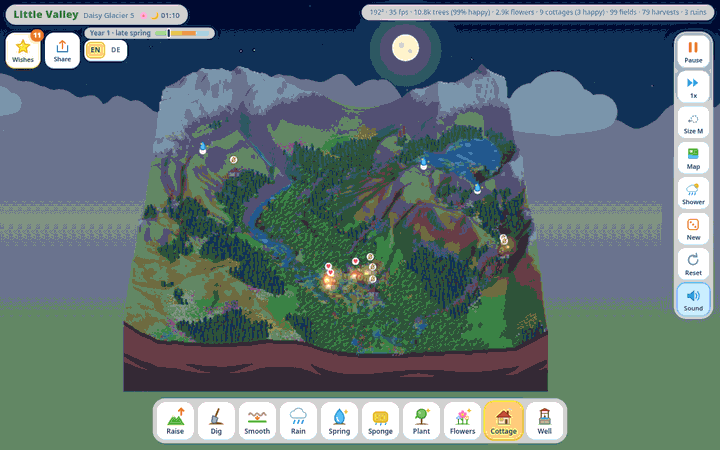 Little Valley Daisy Glacier 5 01:10
192² · 35 fps · 10.8k trees (99% happy) · 2.9k flowers · 9 cottages (3 happy) · 99 fields · 79 harvests · 3 ruins
Year 1 · late spring
11
Wishes
Share
EN DE
Pause
1x
Size M
Map
Shower
New
Reset
Sound
Raise
Dig
Smooth
Rain
Spring
Sponge
Plant
Flowers
Cottage
Well